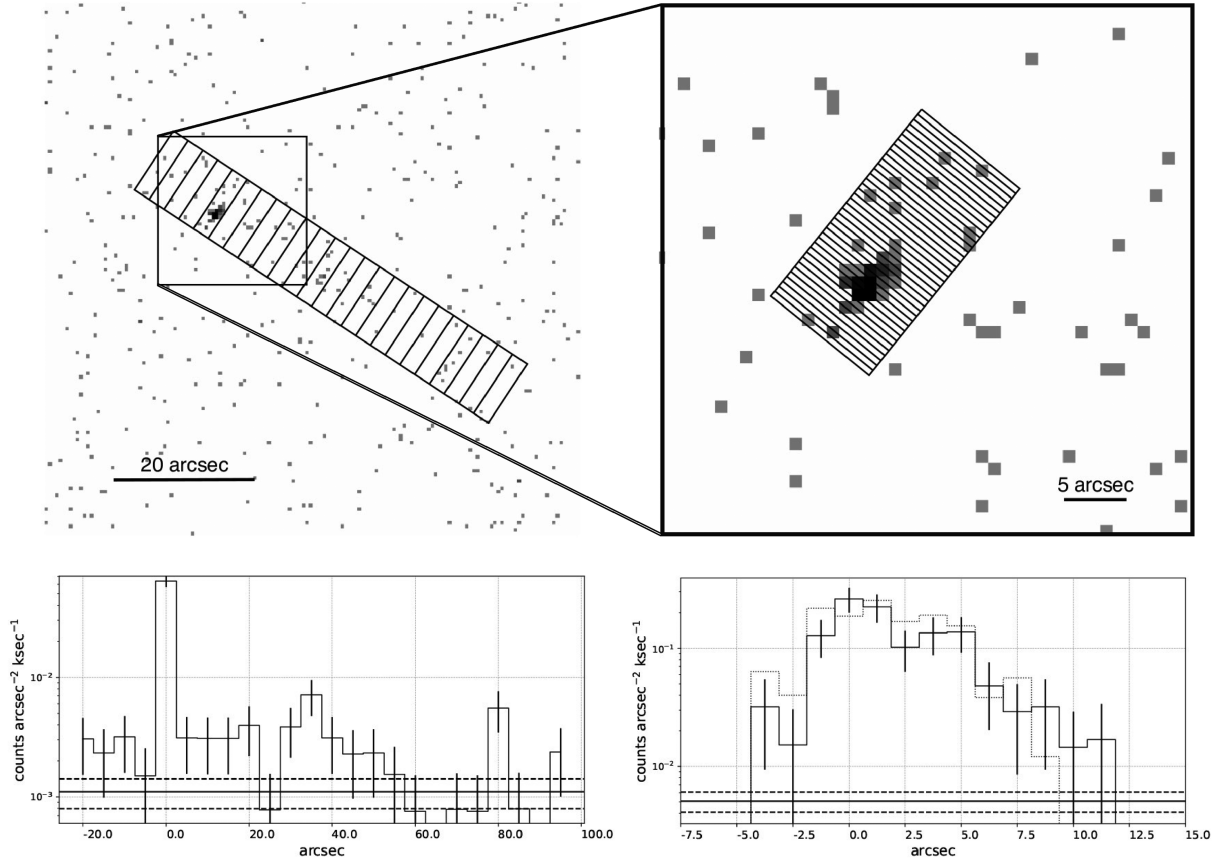 20 arcsec
5 arcsec
counts arcsec⁻² ksec⁻¹
10⁻²
10⁻³
-20.0 0.0 20.0 40.0 60.0 80.0 100.0
arcsec
counts arcsec⁻² ksec⁻¹
10⁻¹
10⁻²
-7.5 -5.0 -2.5 0.0 2.5 5.0 7.5 10.0 12.5 15.0
arcsec